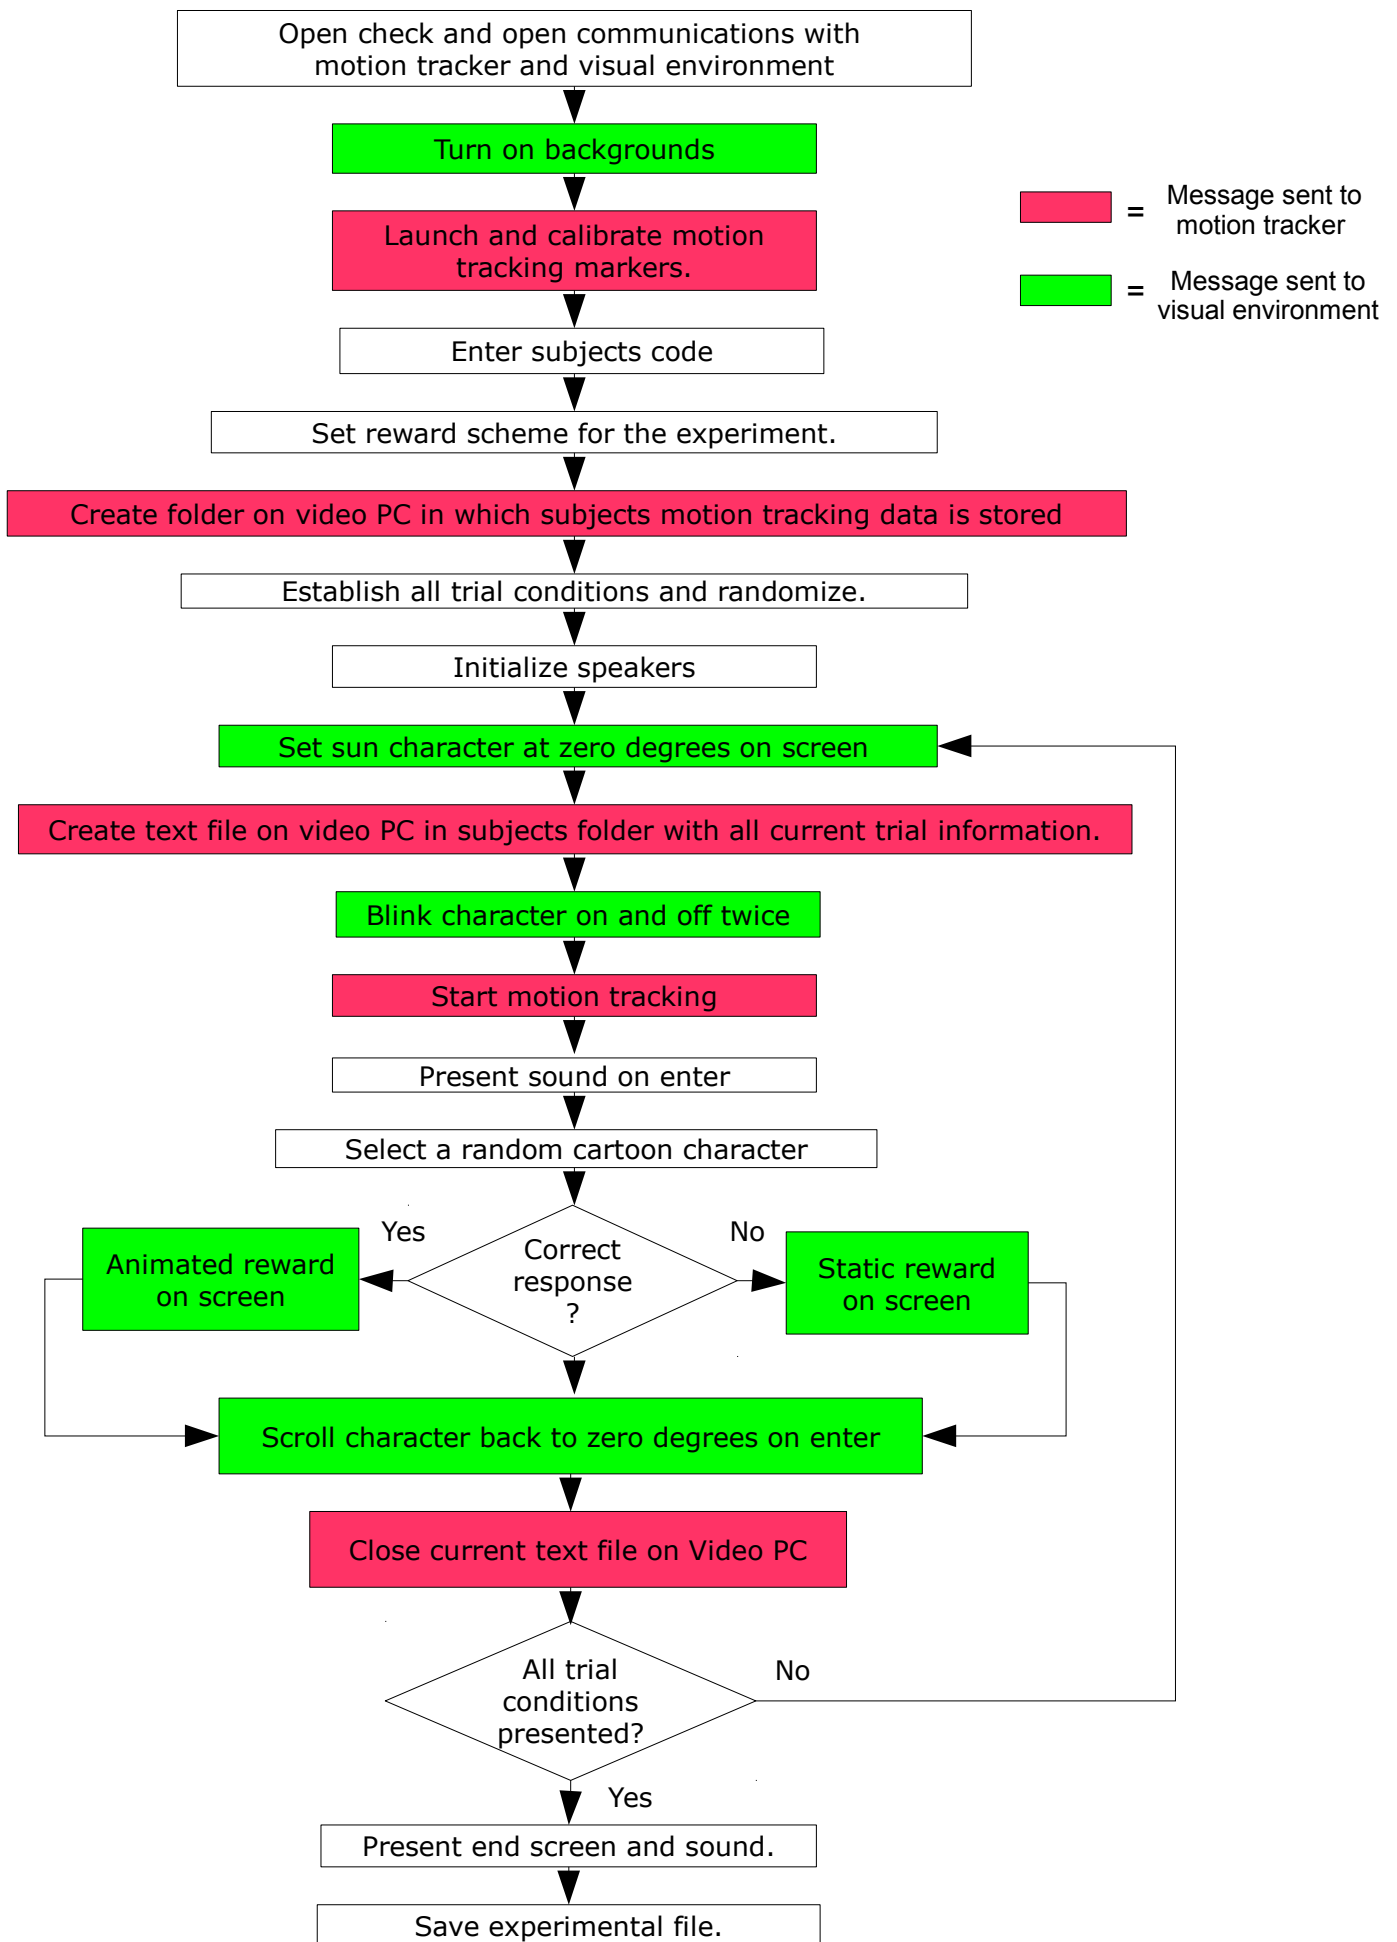 Open check and open communications with
motion tracker and visual environment
Turn on backgrounds
Launch and calibrate motion
tracking markers.
= Message sent to
motion tracker
= Message sent to
visual environment
Enter subjects code
Set reward scheme for the experiment.
Create folder on video PC in which subjects motion tracking data is stored
Establish all trial conditions and randomize.
Initialize speakers
Set sun character at zero degrees on screen
Create text file on video PC in subjects folder with all current trial information.
Blink character on and off twice
Start motion tracking
Present sound on enter
Select a random cartoon character
Correct
response
?
Yes
No
Animated reward
on screen
Static reward
on screen
Scroll character back to zero degrees on enter
Close current text file on Video PC
All trial
conditions
presented?
No
Yes
Present end screen and sound.
Save experimental file.